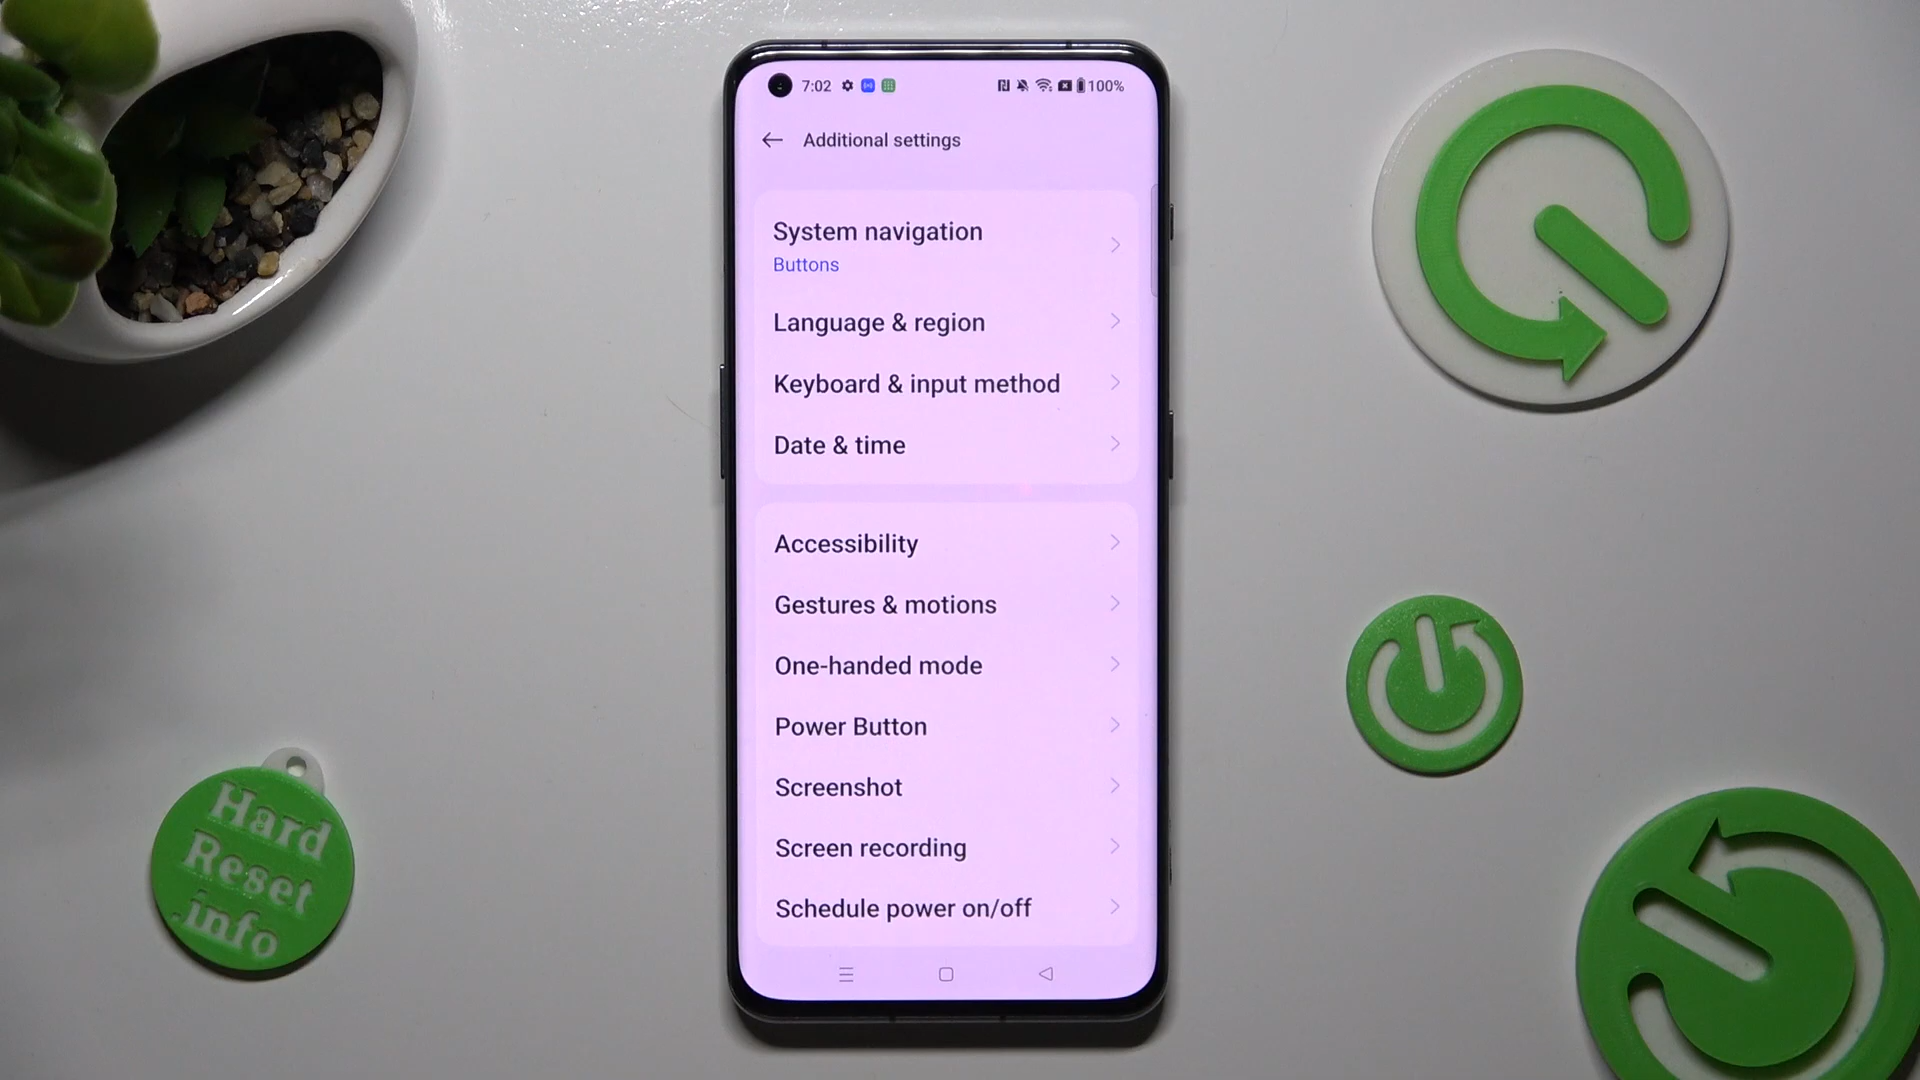 7:02
100%
Additional settings
System navigation
Buttons
Language & region
Keyboard & input method
Date & time
Accessibility
Gestures & motions
One-handed mode
Power Button
Screenshot
Screen recording
Schedule power on/off
Hard
Reset
.info